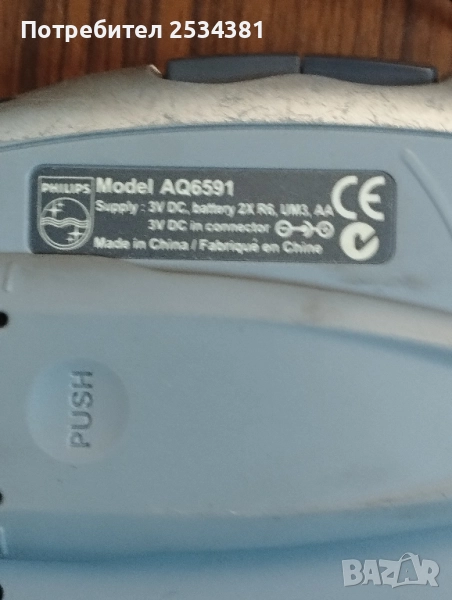 Потребител 2534381
PHILIPS
Model AQ6591
Supply : 3V DC, battery 2X R6, UM3, AA
3V DC in connector
Made in China / Fabriqué en Chine
CE
PUSH
BAZAR